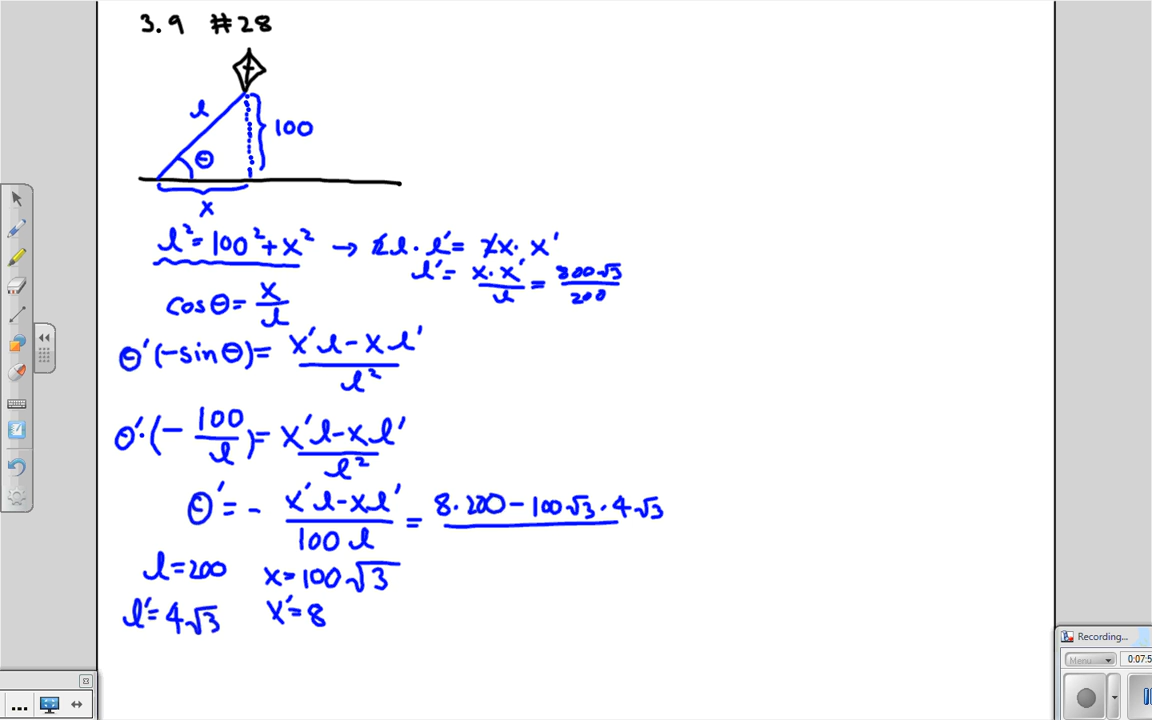 3.9 #28
l
100
θ
x
l² = 100² + x² → 2l · l' = 2x · x'
l' = x · x' / l = 800√3 / 200
cos θ = x / l
θ'(-sin θ) = x'l - xl' / l²
θ' · (- 100 / l) = x'l - xl' / l²
θ' = - x'l - xl' / 100 l = 8 · 200 - 100√3 · 4√3
l = 200 x = 100√3
l' = 4√3 x' = 8
Recording...
Menu...
0:07:5
...